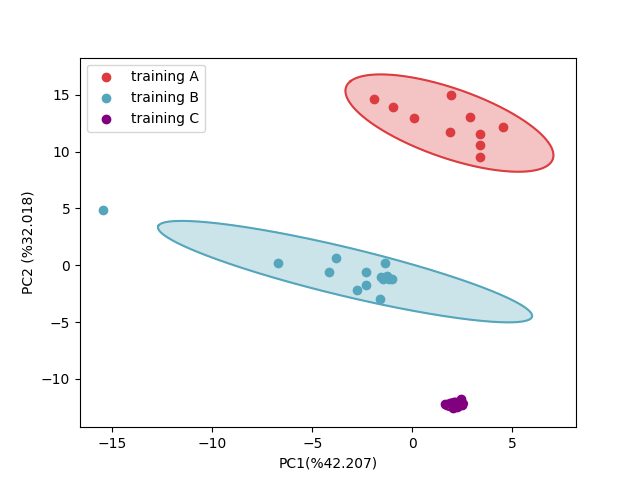 training A
training B
training C
15
10
5
0
−5
−10
PC2 (%32.018)
−15
−10
−5
0
5
PC1(%42.207)